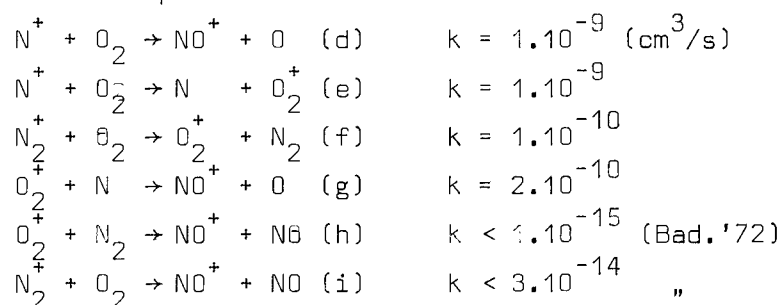 N⁺ + O₂ → NO⁺ + O (d) k = 1.10⁻⁹ (cm³/s)
N⁺ + O₂ → N + O₂⁺ (e) k = 1.10⁻⁹
N₂⁺ + O₂ → O₂⁺ + N₂ (f) k = 1.10⁻¹⁰
O₂⁺ + N → NO⁺ + O (g) k = 2.10⁻¹⁰
O₂⁺ + N₂ → NO⁺ + NO (h) k < 1.10⁻¹⁵ (Bad.'72)
N₂⁺ + O₂ → NO⁺ + NO (i) k < 3.10⁻¹⁴ „